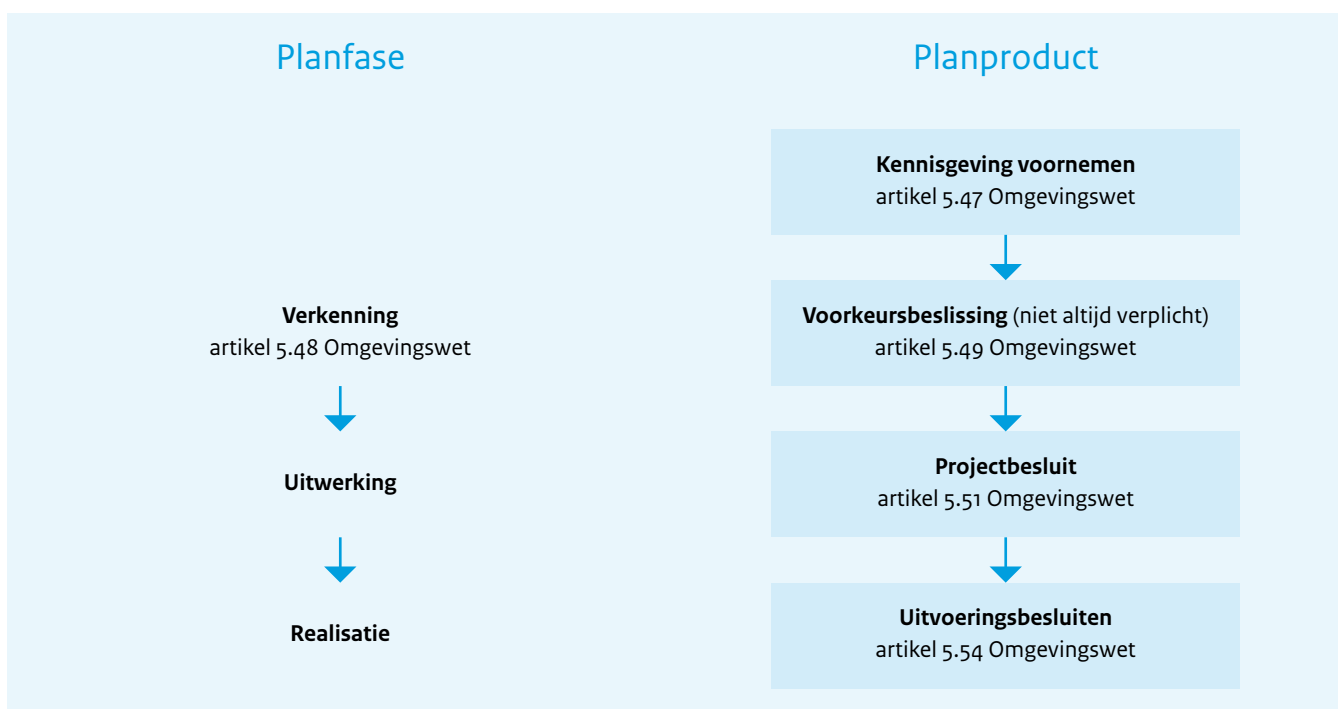 Planfase
Planproduct
Kennisgeving voornemen
artikel 5.47 Omgevingswet
Verkenning
artikel 5.48 Omgevingswet
Voorkeursbeslissing (niet altijd verplicht)
artikel 5.49 Omgevingswet
Uitwerking
Projectbesluit
artikel 5.51 Omgevingswet
Realisatie
Uitvoeringsbesluiten
artikel 5.54 Omgevingswet